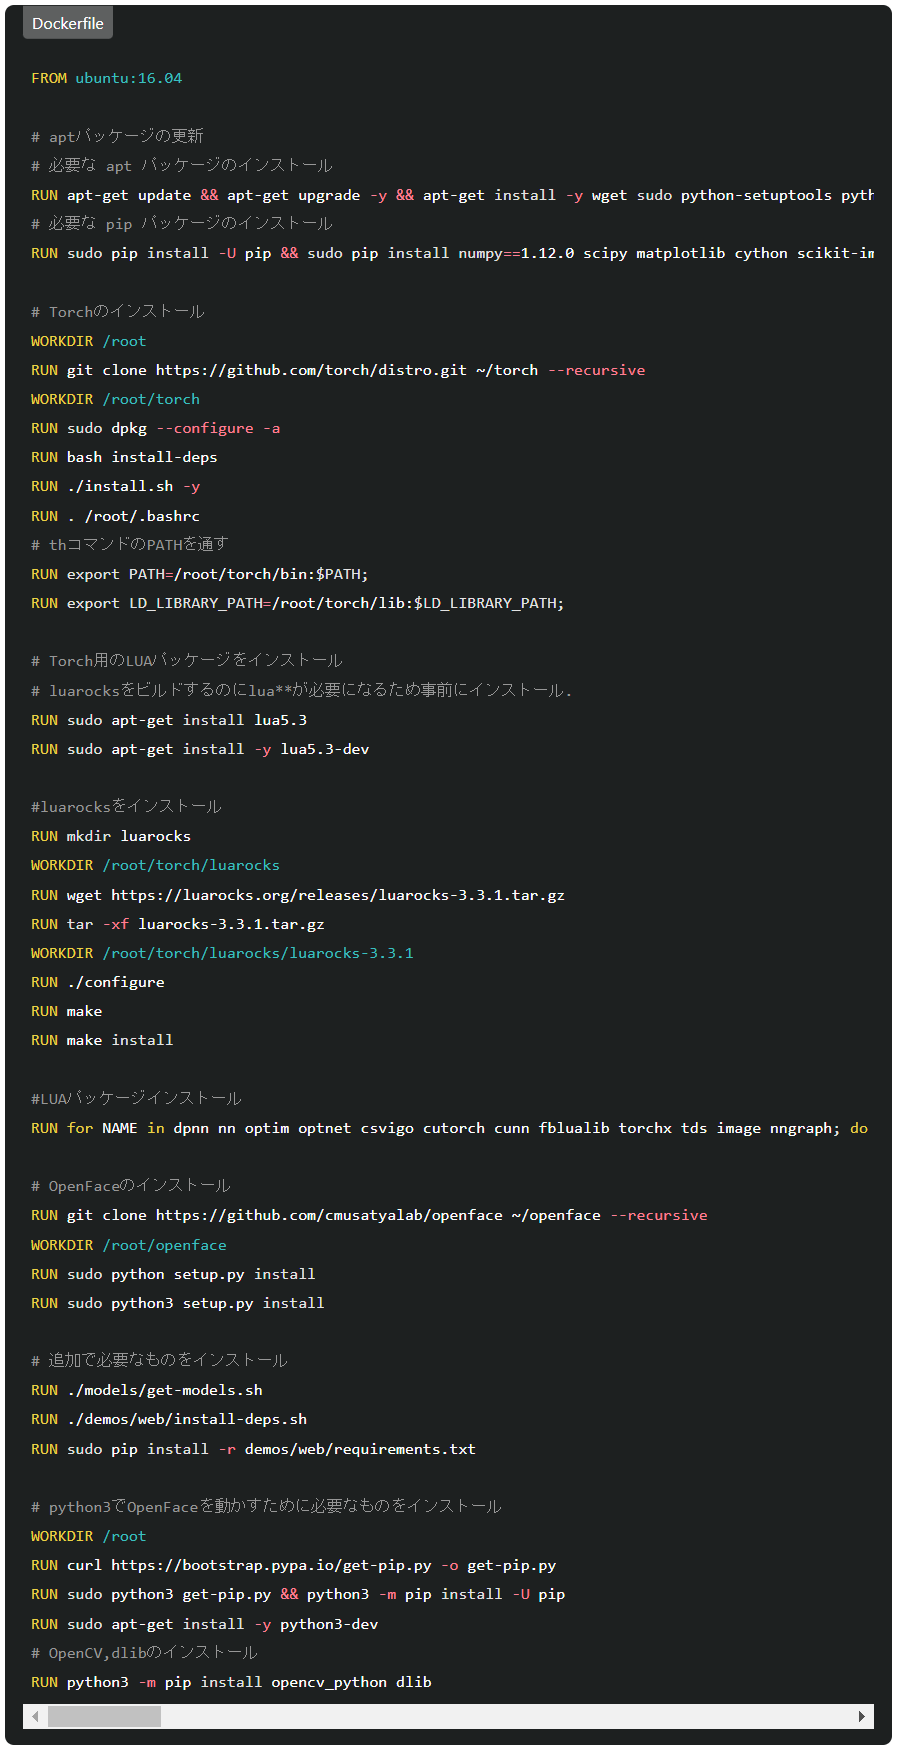 Dockerfile
FROM ubuntu:16.04
# aptパッケージの更新
# 必要な apt パッケージのインストール
RUN apt-get update && apt-get upgrade -y && apt-get install -y wget sudo python-setuptools pyth
# 必要な pip パッケージのインストール
RUN sudo pip install -U pip && sudo pip install numpy==1.12.0 scipy matplotlib cython scikit-im
# Torchのインストール
WORKDIR /root
RUN git clone https://github.com/torch/distro.git ~/torch --recursive
WORKDIR /root/torch
RUN sudo dpkg --configure -a
RUN bash install-deps
RUN ./install.sh -y
RUN . /root/.bashrc
# thコマンドのPATHを通す
RUN export PATH=/root/torch/bin:$PATH;
RUN export LD_LIBRARY_PATH=/root/torch/lib:$LD_LIBRARY_PATH;
# Torch用のLUAパッケージをインストール
# luarocksをビルドするのにlua**が必要になるため事前にインストール.
RUN sudo apt-get install lua5.3
RUN sudo apt-get install -y lua5.3-dev
#luarocksをインストール
RUN mkdir luarocks
WORKDIR /root/torch/luarocks
RUN wget https://luarocks.org/releases/luarocks-3.3.1.tar.gz
RUN tar -xf luarocks-3.3.1.tar.gz
WORKDIR /root/torch/luarocks/luarocks-3.3.1
RUN ./configure
RUN make
RUN make install
#LUAパッケージインストール
RUN for NAME in dpnn nn optim optnet csvigo cutorch cunn fblualib torchx tds image nngraph; do
# OpenFaceのインストール
RUN git clone https://github.com/cmusatyalab/openface ~/openface --recursive
WORKDIR /root/openface
RUN sudo python setup.py install
RUN sudo python3 setup.py install
# 追加で必要なものをインストール
RUN ./models/get-models.sh
RUN ./demos/web/install-deps.sh
RUN sudo pip install -r demos/web/requirements.txt
# python3でOpenFaceを動かすために必要なものをインストール
WORKDIR /root
RUN curl https://bootstrap.pypa.io/get-pip.py -o get-pip.py
RUN sudo python3 get-pip.py && python3 -m pip install -U pip
RUN sudo apt-get install -y python3-dev
# OpenCV,dlibのインストール
RUN python3 -m pip install opencv_python dlib